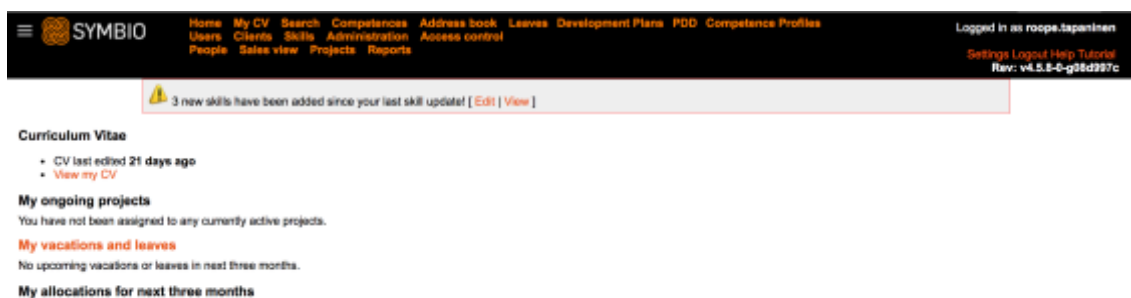 SYMBIO
Home My CV Search Competences Address book Leaves Development Plans PDD Competence Profiles
Users Clients Skills Administration Access control
People Sales view Projects Reports
Logged in as roope.tapaninen
Settings Logout Help Tutorial
Rev: v4.5.8-0-g08d997c
3 new skills have been added since your last skill update! [ Edit | View ]
Curriculum Vitae
• CV last edited 21 days ago
• View my CV
My ongoing projects
You have not been assigned to any currently active projects.
My vacations and leaves
No upcoming vacations or leaves in next three months.
My allocations for next three months